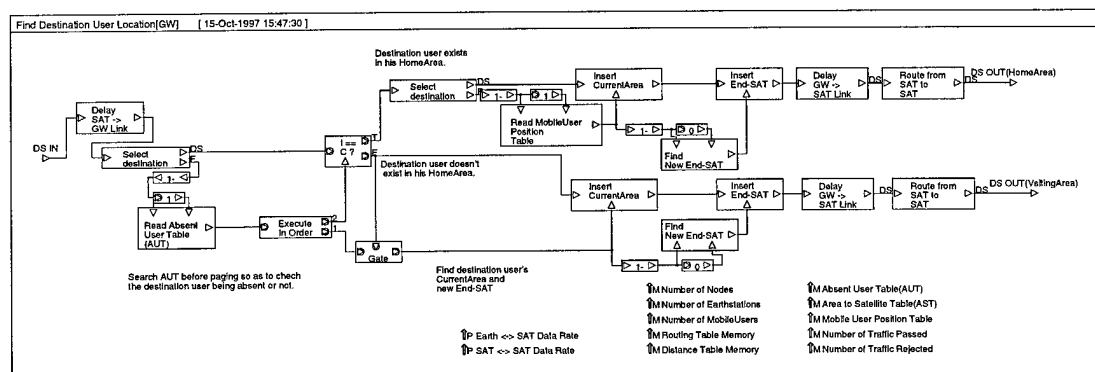 Find Destination User Location[GW] [ 15-Oct-1997 15:47:30 ]
Destination user exists
in his HomeArea.
DS IN
Delay
SAT ->
GW Link
Select
destination
DS
F
1-
1
Read Absent
User Table
(AUT)
Execute
In Order
2
1
I ==
C ?
T
F
Gate
Select
destination
DS
1-
1
Read MobileUser
Position
Table
Insert
CurrentArea
1-
0
Find
New End-SAT
Insert
End-SAT
Delay
GW ->
SAT Link
DS
Route from
SAT to
SAT
DS OUT(HomeArea)
Destination user doesn't
exist in his HomeArea.
Insert
CurrentArea
Insert
End-SAT
Delay
GW ->
SAT Link
DS
Route from
SAT to
SAT
DS OUT(VsitingArea)
Find
New End-SAT
1-
0
Search AUT before paging so as to chech
the destination user being absent or not.
Find destination user's
CurrentArea and
new End-SAT
⇑P Earth <-> SAT Data Rate
⇑P SAT <-> SAT Data Rate
⇑M Number of Nodes
⇑M Number of Earthstations
⇑M Number of MobileUsers
⇑M Routing Table Memory
⇑M Distance Table Memory
⇑M Absent User Table(AUT)
⇑M Area to Satellite Table(AST)
⇑M Mobile User Position Table
⇑M Number of Traffic Passed
⇑M Number of Traffic Rejected